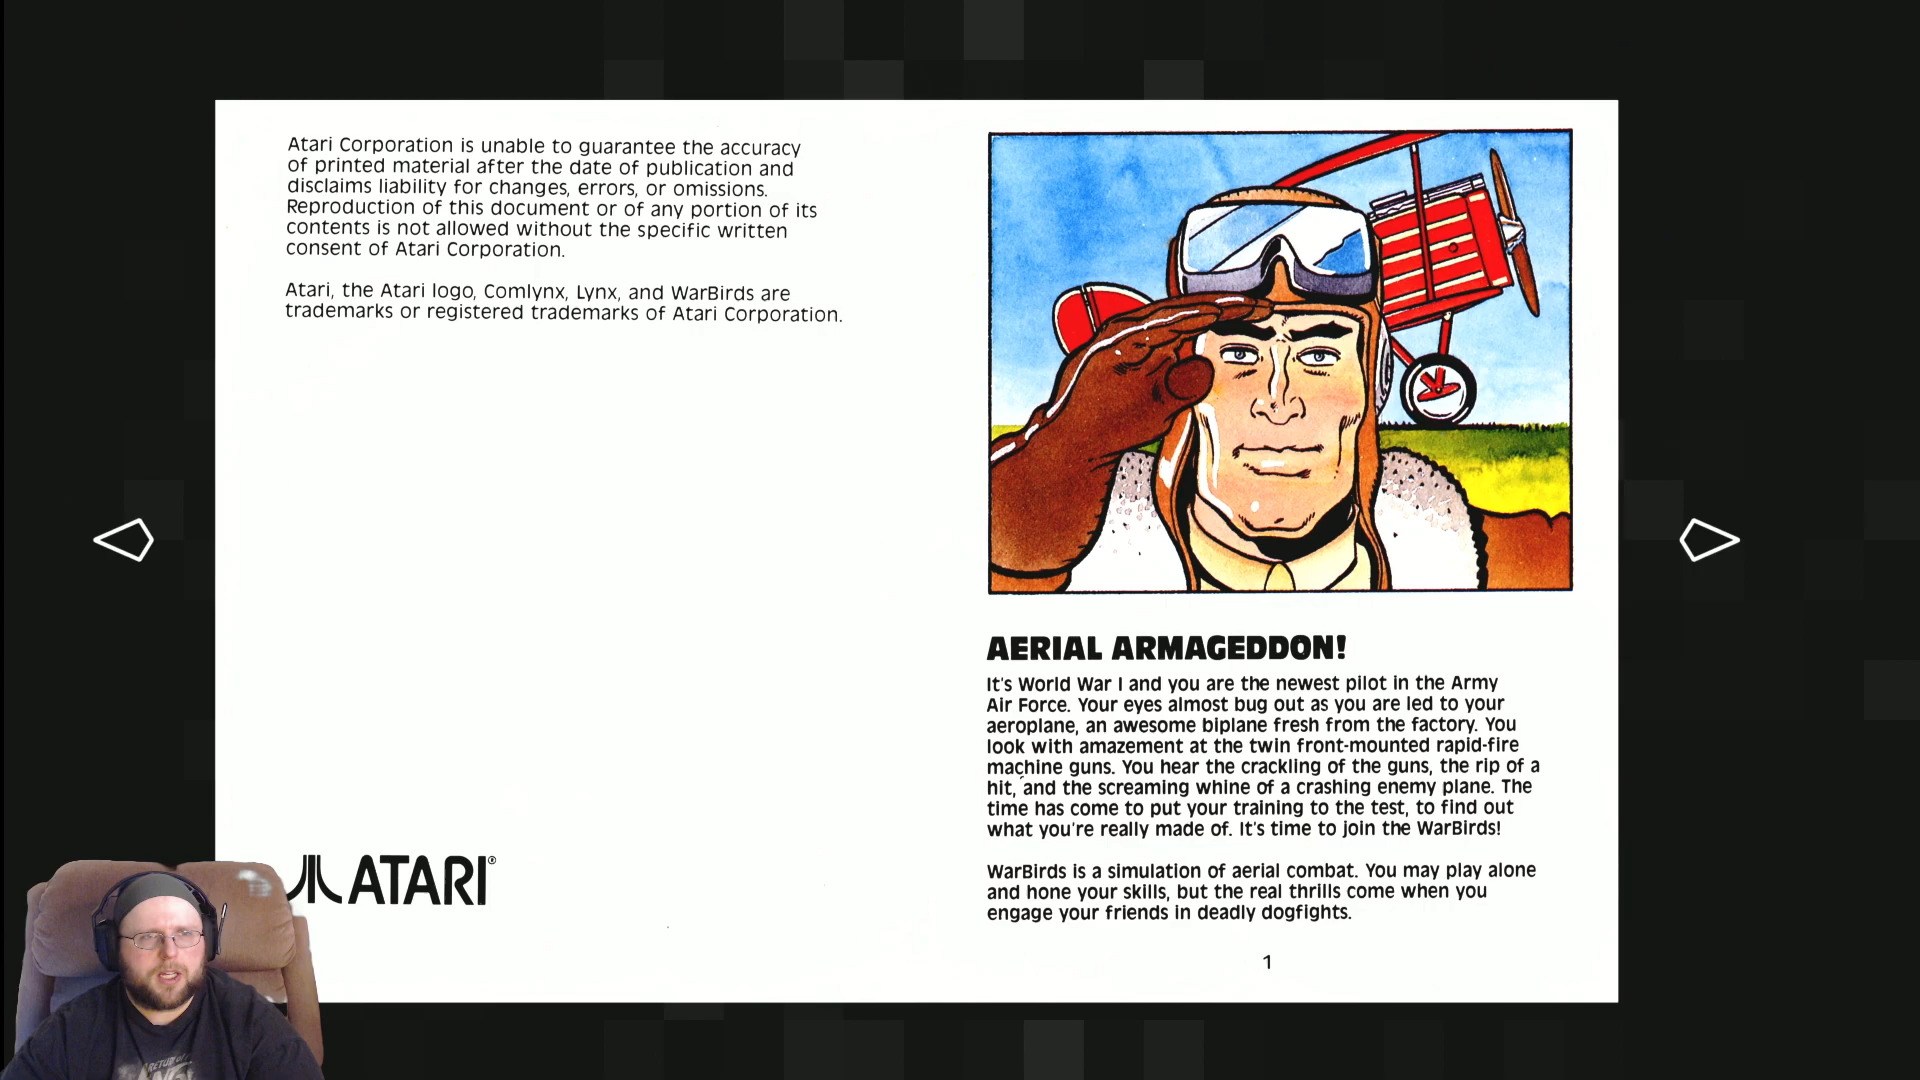 Atari Corporation is unable to guarantee the accuracy
of printed material after the date of publication and
disclaims liability for changes, errors, or omissions.
Reproduction of this document or of any portion of its
contents is not allowed without the specific written
consent of Atari Corporation.
Atari, the Atari logo, Comlynx, Lynx, and WarBirds are
trademarks or registered trademarks of Atari Corporation.
ATARI®
AERIAL ARMAGEDDON!
It's World War I and you are the newest pilot in the Army
Air Force. Your eyes almost bug out as you are led to your
aeroplane, an awesome biplane fresh from the factory. You
look with amazement at the twin front-mounted rapid-fire
machine guns. You hear the crackling of the guns, the rip of a
hit, and the screaming whine of a crashing enemy plane. The
time has come to put your training to the test, to find out
what you're really made of. It's time to join the WarBirds!
WarBirds is a simulation of aerial combat. You may play alone
and hone your skills, but the real thrills come when you
engage your friends in deadly dogfights.
1
RETURN OF